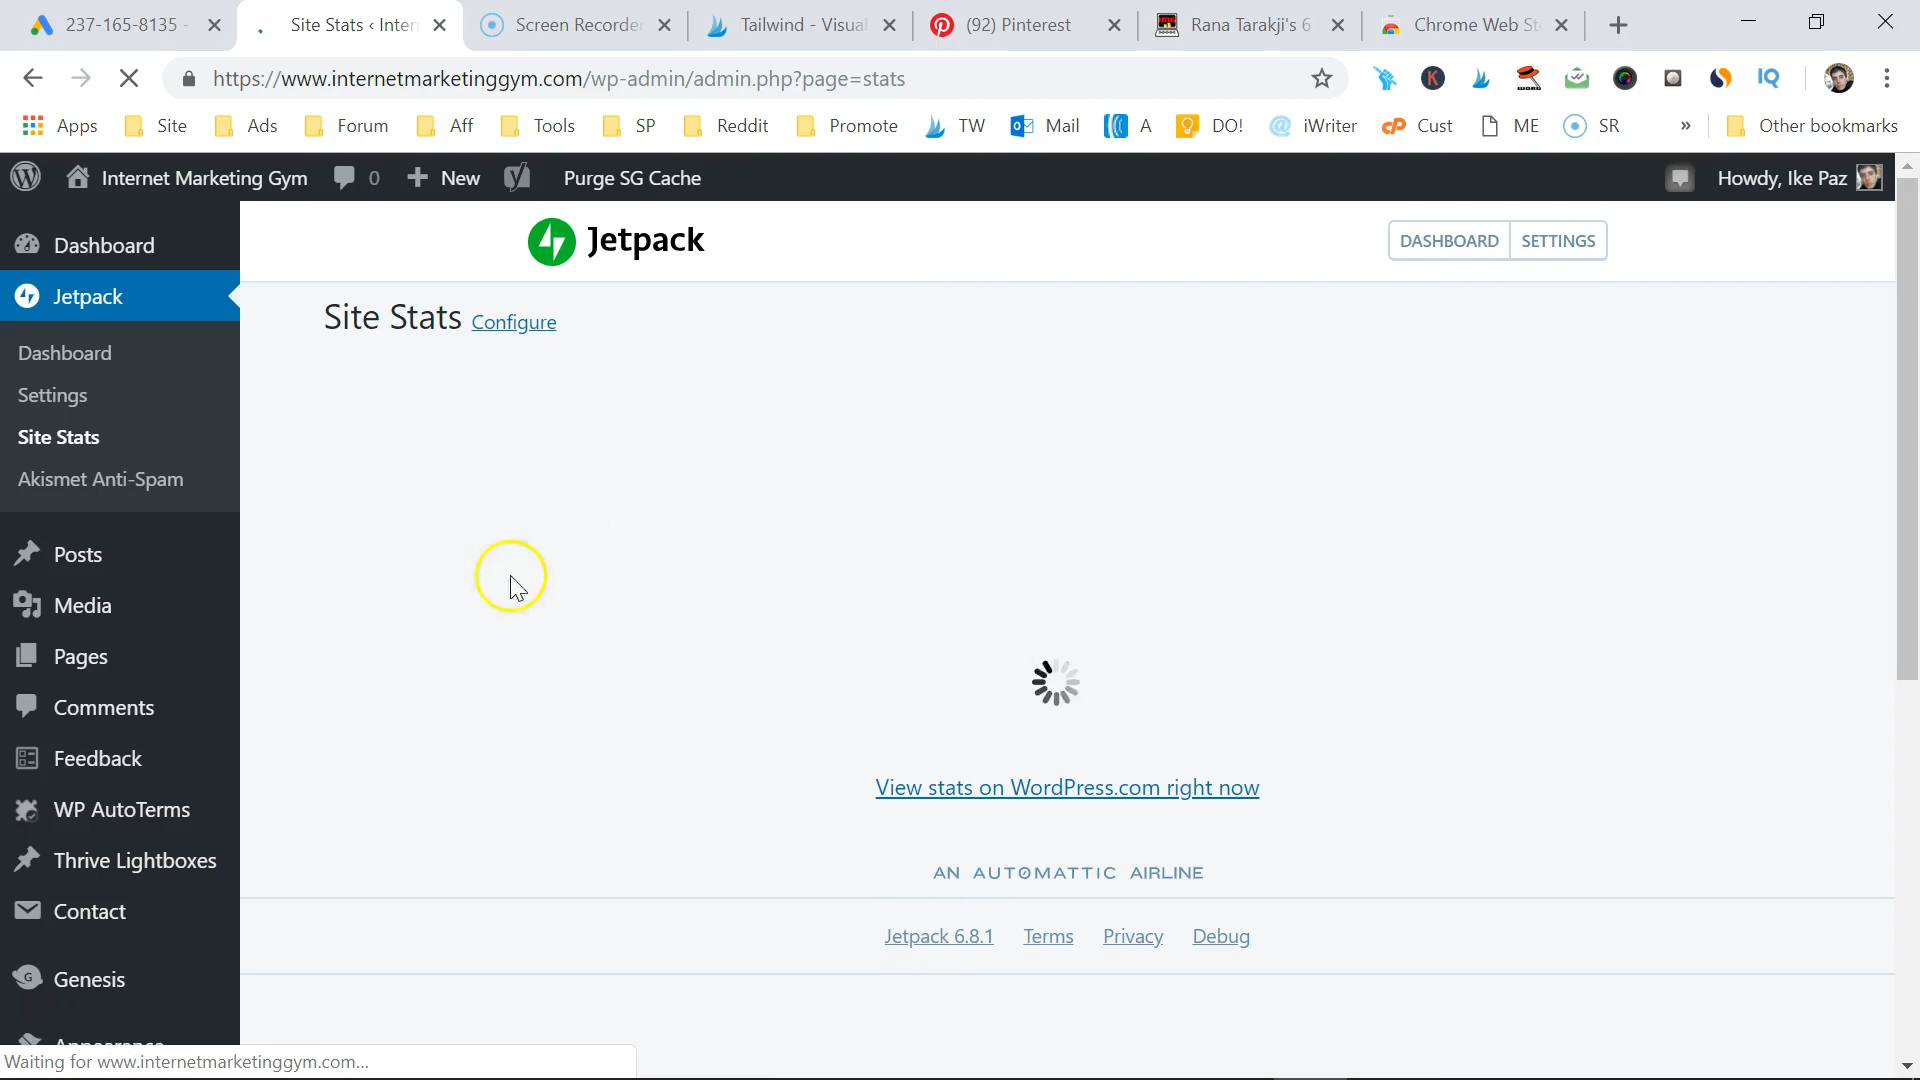 237-165-8135 -
Site Stats ‹ Inter
Screen Recorde
Tailwind - Visual
(92) Pinterest
Rana Tarakji's 6
Chrome Web St
https://www.internetmarketinggym.com/wp-admin/admin.php?page=stats
K
WORD
IQ
Apps
Site
Ads
Forum
Aff
Tools
SP
Reddit
Promote
TW
Mail
A
DO!
iWriter
cP Cust
ME
SR
»
Other bookmarks
Internet Marketing Gym
0
New
Purge SG Cache
Howdy, Ike Paz
Dashboard
Jetpack
Dashboard
Settings
Site Stats
Akismet Anti-Spam
Posts
Media
Pages
Comments
Feedback
WP AutoTerms
Thrive Lightboxes
Contact
Genesis
Appearance
Jetpack
DASHBOARD
SETTINGS
Site Stats Configure
View stats on WordPress.com right now
AN AUTOMATTIC AIRLINE
Jetpack 6.8.1 Terms Privacy Debug
Waiting for www.internetmarketinggym.com...